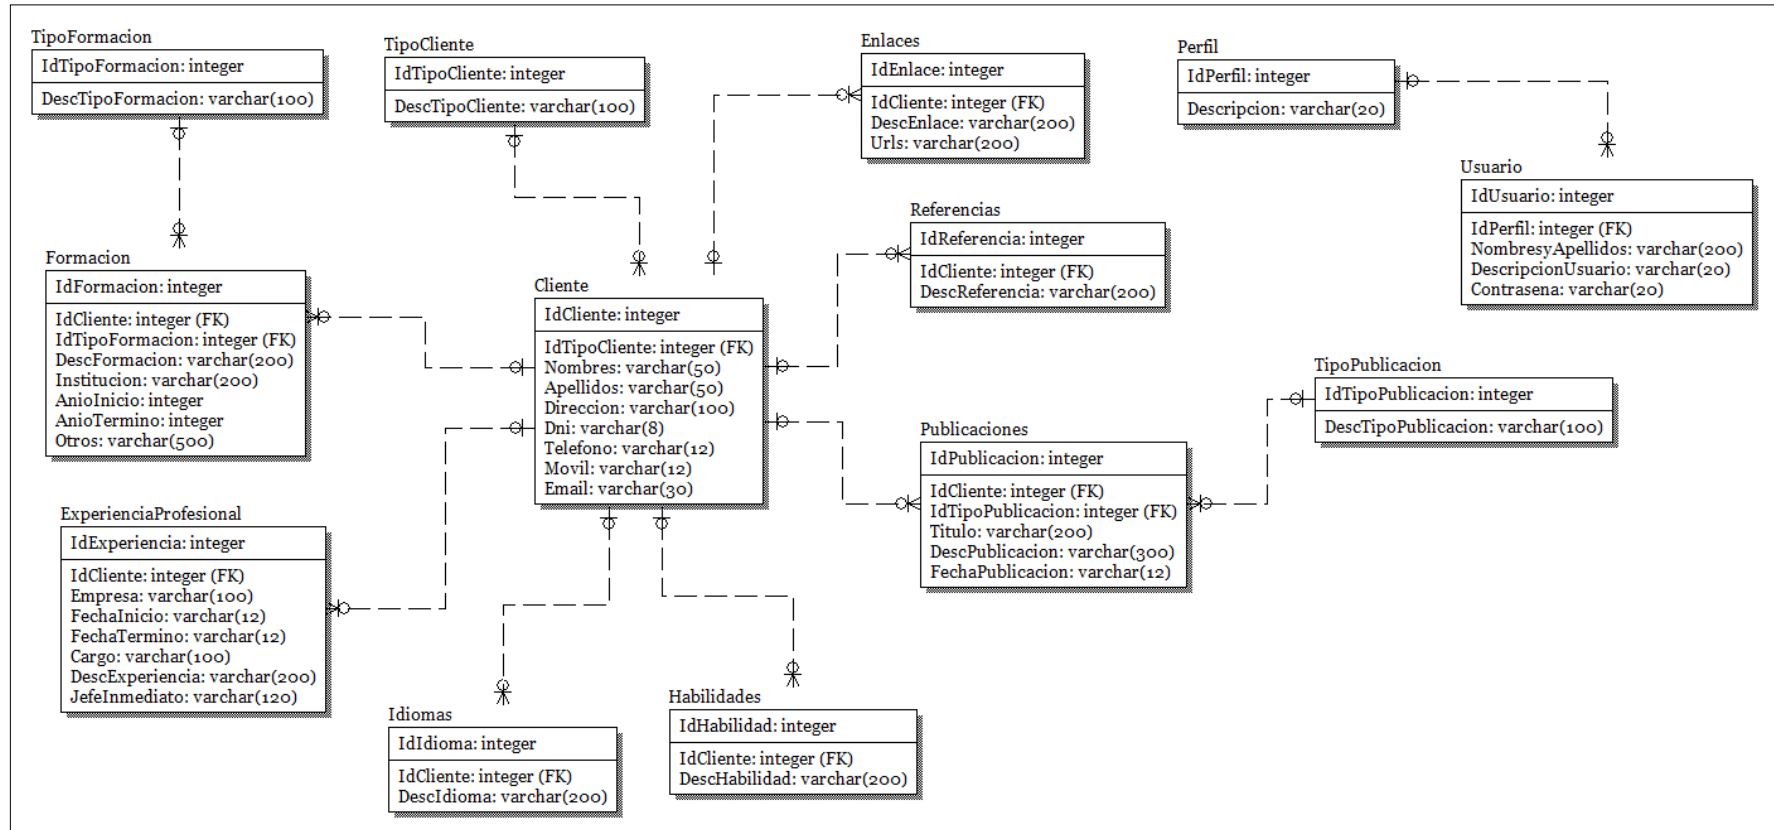 TipoFormacion
IdTipoFormacion: integer
DescTipoFormacion: varchar(100)
TipoCliente
IdTipoCliente: integer
DescTipoCliente: varchar(100)
Enlaces
IdEnlace: integer
IdCliente: integer (FK)
DescEnlace: varchar(200)
Urls: varchar(200)
Perfil
IdPerfil: integer
Descripcion: varchar(20)
Usuario
IdUsuario: integer
IdPerfil: integer (FK)
NombresyApellidos: varchar(200)
DescripcionUsuario: varchar(20)
Contrasena: varchar(20)
Referencias
IdReferencia: integer
IdCliente: integer (FK)
DescReferencia: varchar(200)
Formacion
IdFormacion: integer
IdCliente: integer (FK)
IdTipoFormacion: integer (FK)
DescFormacion: varchar(200)
Institucion: varchar(200)
AnioInicio: integer
AnioTermino: integer
Otros: varchar(500)
Cliente
IdCliente: integer
IdTipoCliente: integer (FK)
Nombres: varchar(50)
Apellidos: varchar(50)
Direccion: varchar(100)
Dni: varchar(8)
Telefono: varchar(12)
Movil: varchar(12)
Email: varchar(30)
TipoPublicacion
IdTipoPublicacion: integer
DescTipoPublicacion: varchar(100)
Publicaciones
IdPublicacion: integer
IdCliente: integer (FK)
IdTipoPublicacion: integer (FK)
Titulo: varchar(200)
DescPublicacion: varchar(300)
FechaPublicacion: varchar(12)
ExperienciaProfesional
IdExperiencia: integer
IdCliente: integer (FK)
Empresa: varchar(100)
FechaInicio: varchar(12)
FechaTermino: varchar(12)
Cargo: varchar(100)
DescExperiencia: varchar(200)
JefeInmediato: varchar(120)
Idiomas
IdIdioma: integer
IdCliente: integer (FK)
DescIdioma: varchar(200)
Habilidades
IdHabilidad: integer
IdCliente: integer (FK)
DescHabilidad: varchar(200)